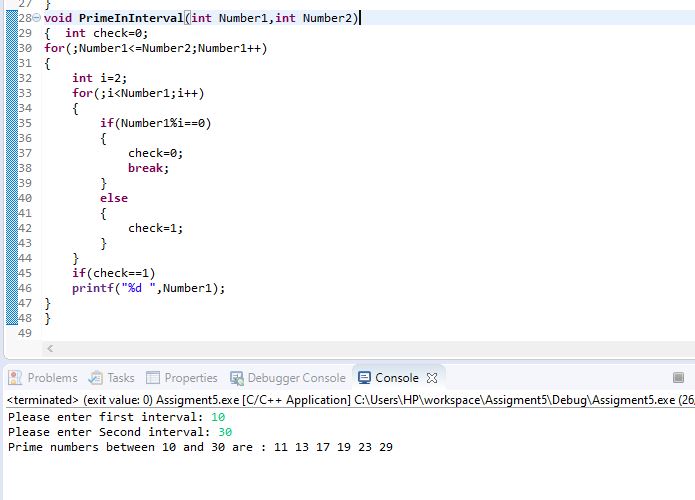 27 }
28 void PrimeInInterval(int Number1,int Number2)
29 { int check=0;
30 for(;Number1<=Number2;Number1++)
31 {
32 int i=2;
33 for(;i<Number1;i++)
34 {
35 if(Number1%i==0)
36 {
37 check=0;
38 break;
39 }
40 else
41 {
42 check=1;
43 }
44 }
45 if(check==1)
46 printf("%d ",Number1);
47 }
48 }
49
Problems Tasks Properties Debugger Console Console
<terminated> (exit value: 0) Assigment5.exe [C/C++ Application] C:\Users\HP\workspace\Assigment5\Debug\Assigment5.exe (26/
Please enter first interval: 10
Please enter Second interval: 30
Prime numbers between 10 and 30 are : 11 13 17 19 23 29